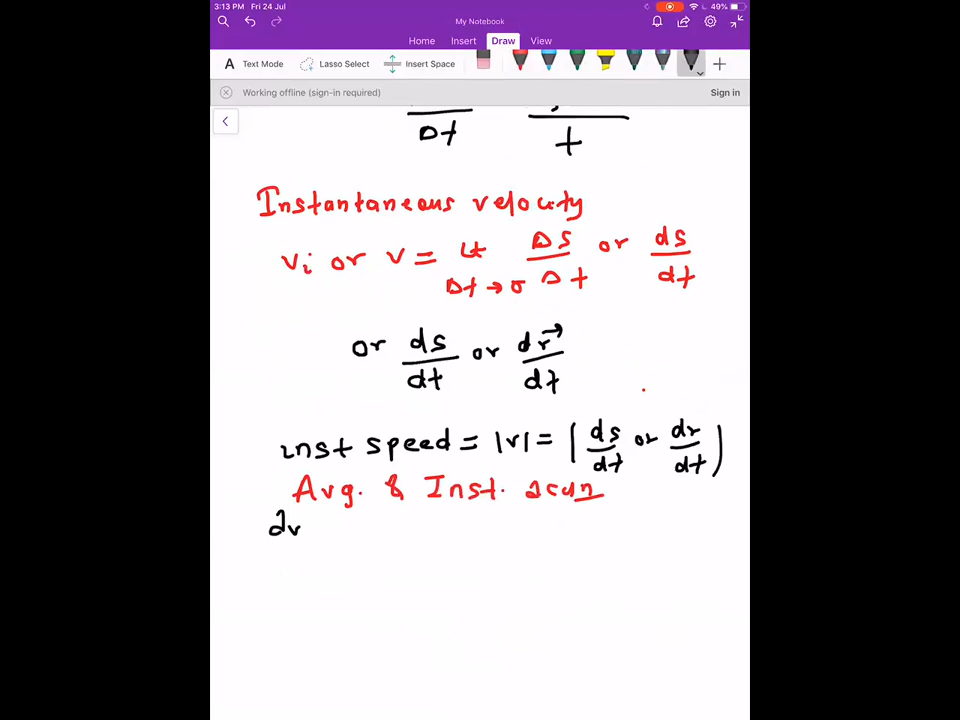 3:13 PM Fri 24 Jul 49%
My Notebook
Home Insert Draw View
A Text Mode Lasso Select Insert Space
Working offline (sign-in required) Sign in
Δt t
Instantaneous velocity
vi or v = Lt Δs/Δt or ds/dt
Δt → 0
or ds/dt or dr⃗/dt
inst speed = |v| = | ds/dt or dr/dt |
Avg. & Inst. accn
av